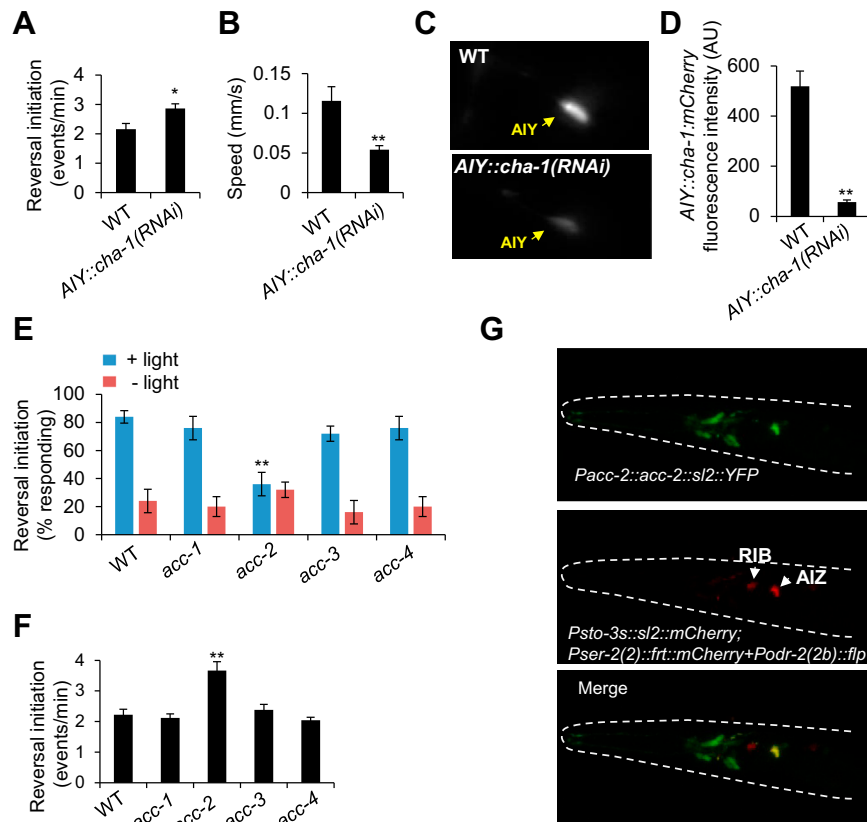 A
Reversal initiation
(events/min)
4
3
2
1
0
*
WT
AIY::cha-1(RNAi)
B
Speed (mm/s)
0.15
0.1
0.05
0
**
WT
AIY::cha-1(RNAi)
C
WT
AIY
AIY::cha-1(RNAi)
AIY
D
AIY::cha-1:mCherry
fluorescence intensity (AU)
600
400
200
0
**
WT
AIY::cha-1(RNAi)
E
+ light
- light
Reversal initiation
(% responding)
100
80
60
40
20
0
**
WT
acc-1
acc-2
acc-3
acc-4
F
Reversal initiation
(events/min)
4
3
2
1
0
**
WT
acc-1
acc-2
acc-3
acc-4
G
Pacc-2::acc-2::sl2::YFP
RIB
AIZ
Psto-3s::sl2::mCherry;
Pser-2(2)::frt::mCherry+Podr-2(2b)::flp
Merge